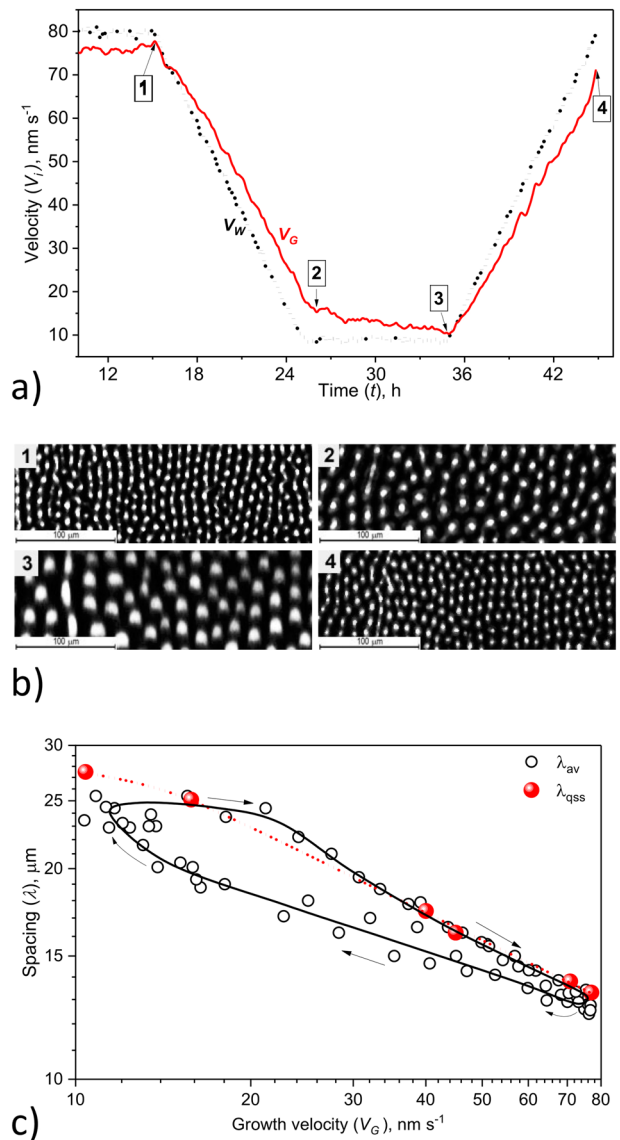 a)
Velocity (Vi), nm s⁻¹
80
70
60
50
40
30
20
10
1
2
3
4
VW
VG
10
12
18
24
30
36
42
Time (t), h
b)
1
100 µm
2
100 µm
3
100 µm
4
100 µm
c)
Spacing (λ), µm
30
25
20
15
10
λav
λqss
10
20
30
40
50
60
70
80
Growth velocity (VG), nm s⁻¹